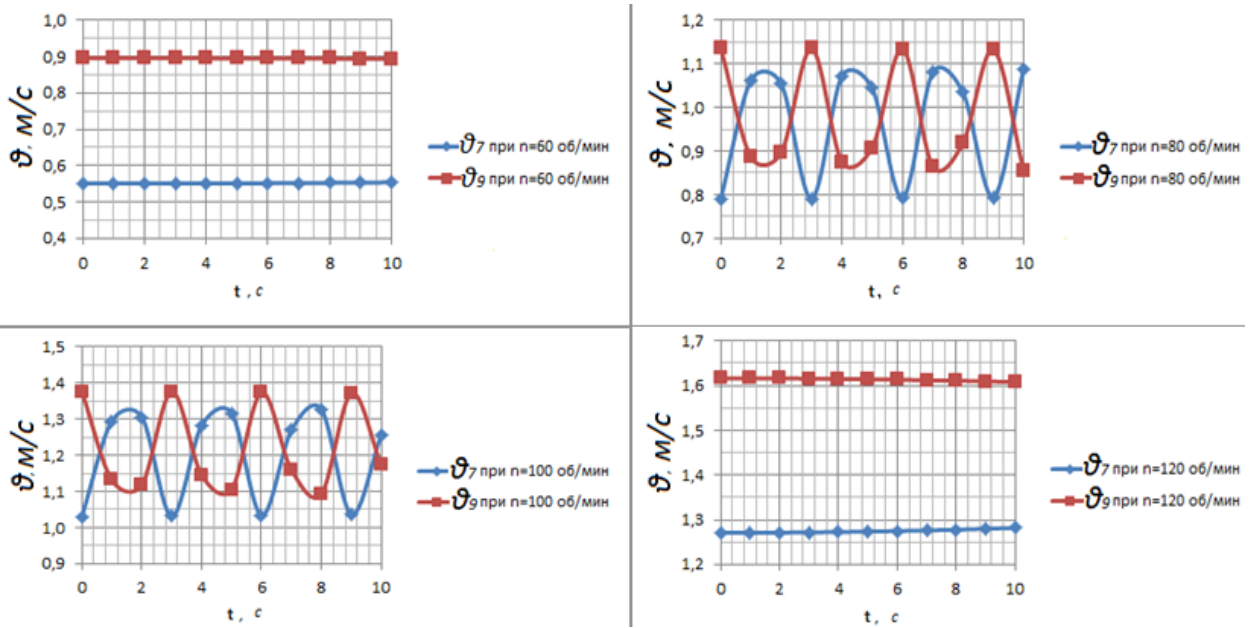 1,0
0,9
0,8
0,7
0,6
0,5
0,4
ϑ, м/с
0 2 4 6 8 10
t, c
ϑ7 при n=60 об/мин
ϑ9 при n=60 об/мин
1,2
1,1
1,0
0,9
0,8
0,7
ϑ, м/с
0 2 4 6 8 10
t, c
ϑ7 при n=80 об/мин
ϑ9 при n=80 об/мин
1,5
1,4
1,3
1,2
1,1
1,0
0,9
ϑ, м/с
0 2 4 6 8 10
t, c
ϑ7 при n=100 об/мин
ϑ9 при n=100 об/мин
1,7
1,6
1,5
1,4
1,3
1,2
ϑ, м/с
0 2 4 6 8 10
t, c
ϑ7 при n=120 об/мин
ϑ9 при n=120 об/мин